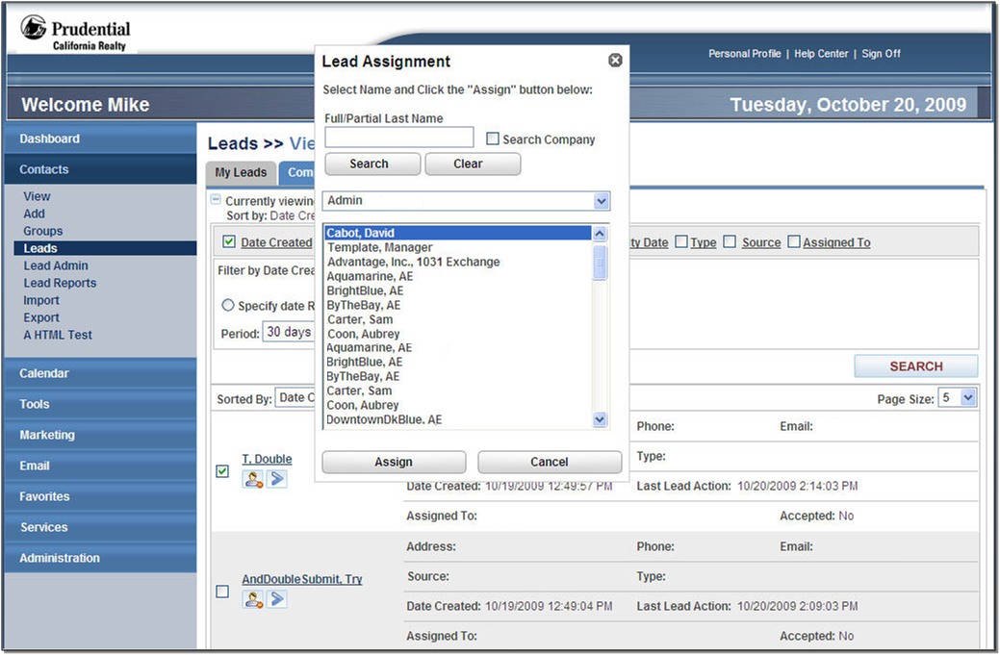 Prudential
California Realty
Personal Profile | Help Center | Sign Off
Welcome Mike
Tuesday, October 20, 2009
Dashboard
Contacts
View
Add
Groups
Leads
Lead Admin
Lead Reports
Import
Export
A HTML Test
Calendar
Tools
Marketing
Email
Favorites
Services
Administration
Leads >> Vie
My Leads
Com
Currently viewin
Sort by: Date Cre
Date Created
ty Date Type Source Assigned To
Filter by Date Crea
Specify date R
Period: 30 days
SEARCH
Sorted By: Date C
Page Size: 5
Lead Assignment
Select Name and Click the "Assign" button below:
Full/Partial Last Name
Search Company
Search Clear
Admin
Cabot, David
Template, Manager
Advantage, Inc., 1031 Exchange
Aquamarine, AE
BrightBlue, AE
ByTheBay, AE
Carter, Sam
Coon, Aubrey
Aquamarine, AE
BrightBlue, AE
ByTheBay, AE
Carter, Sam
Coon, Aubrey
DowntownDkBlue, AE
Assign Cancel
T, Double
Phone: Email:
Type:
Date Created: 10/19/2009 12:49:57 PM Last Lead Action: 10/20/2009 2:14:03 PM
Assigned To: Accepted: No
AndDoubleSubmit, Try
Address: Phone: Email:
Source: Type:
Date Created: 10/19/2009 12:49:04 PM Last Lead Action: 10/20/2009 2:09:03 PM
Assigned To: Accepted: No